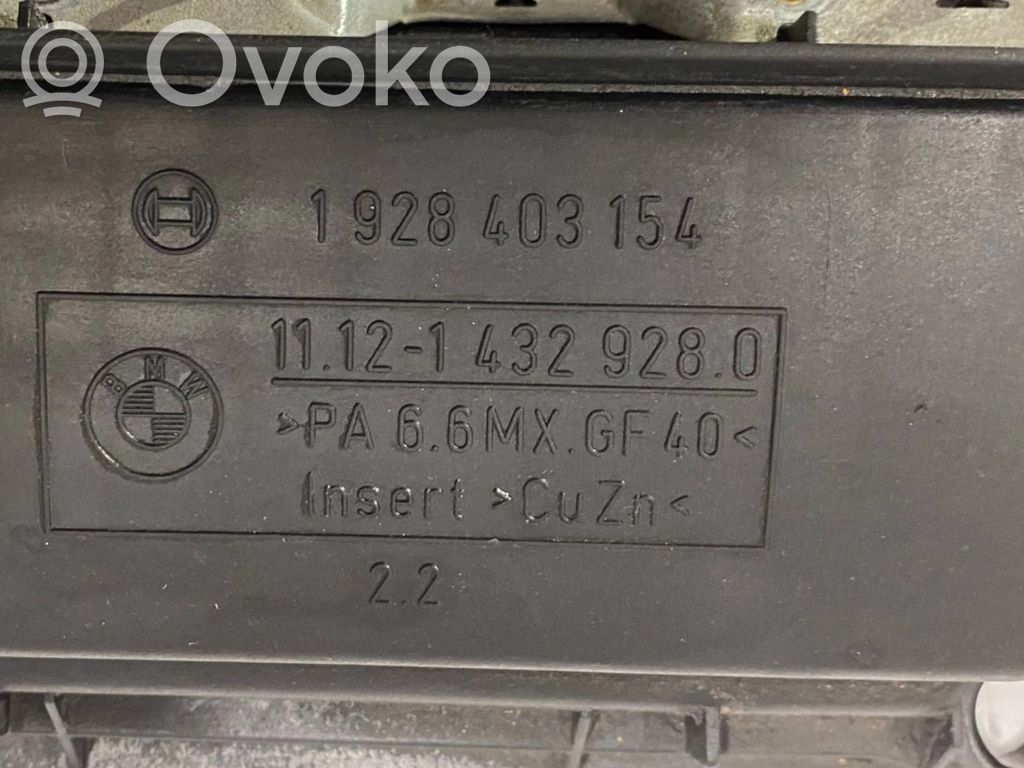 Ovoko
1 928 403 154
11.12-1 432 928.0
BMW
>PA 6.6MX.GF40<
Insert >CuZn<
2.2